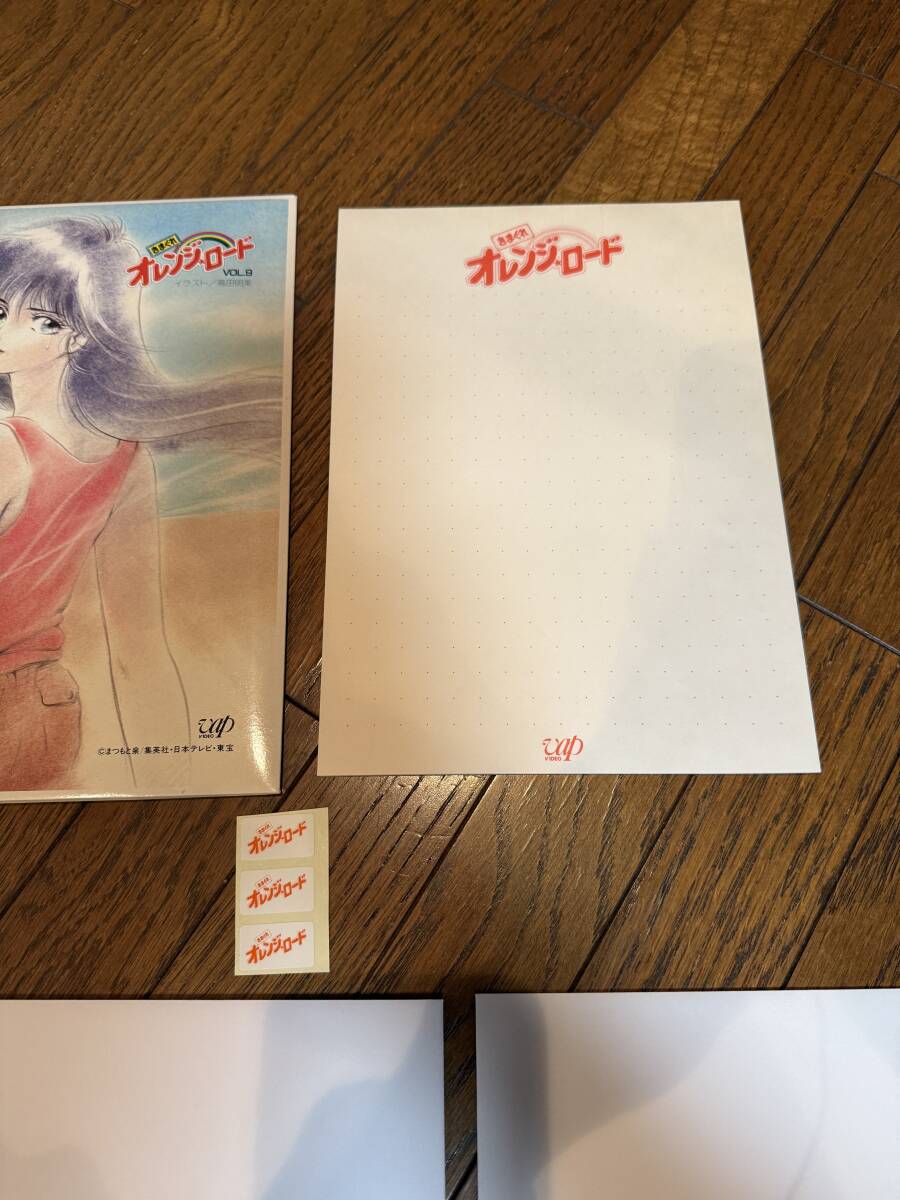 きまぐれ
オレンジ・ロード
VOL.9
イラスト/高田明美
vap
VIDEO
©まつもと泉/集英社・日本テレビ・東宝
きまぐれ
オレンジ・ロード
vap
VIDEO
きまぐれ
オレンジ・ロード
きまぐれ
オレンジ・ロード
きまぐれ
オレンジ・ロード